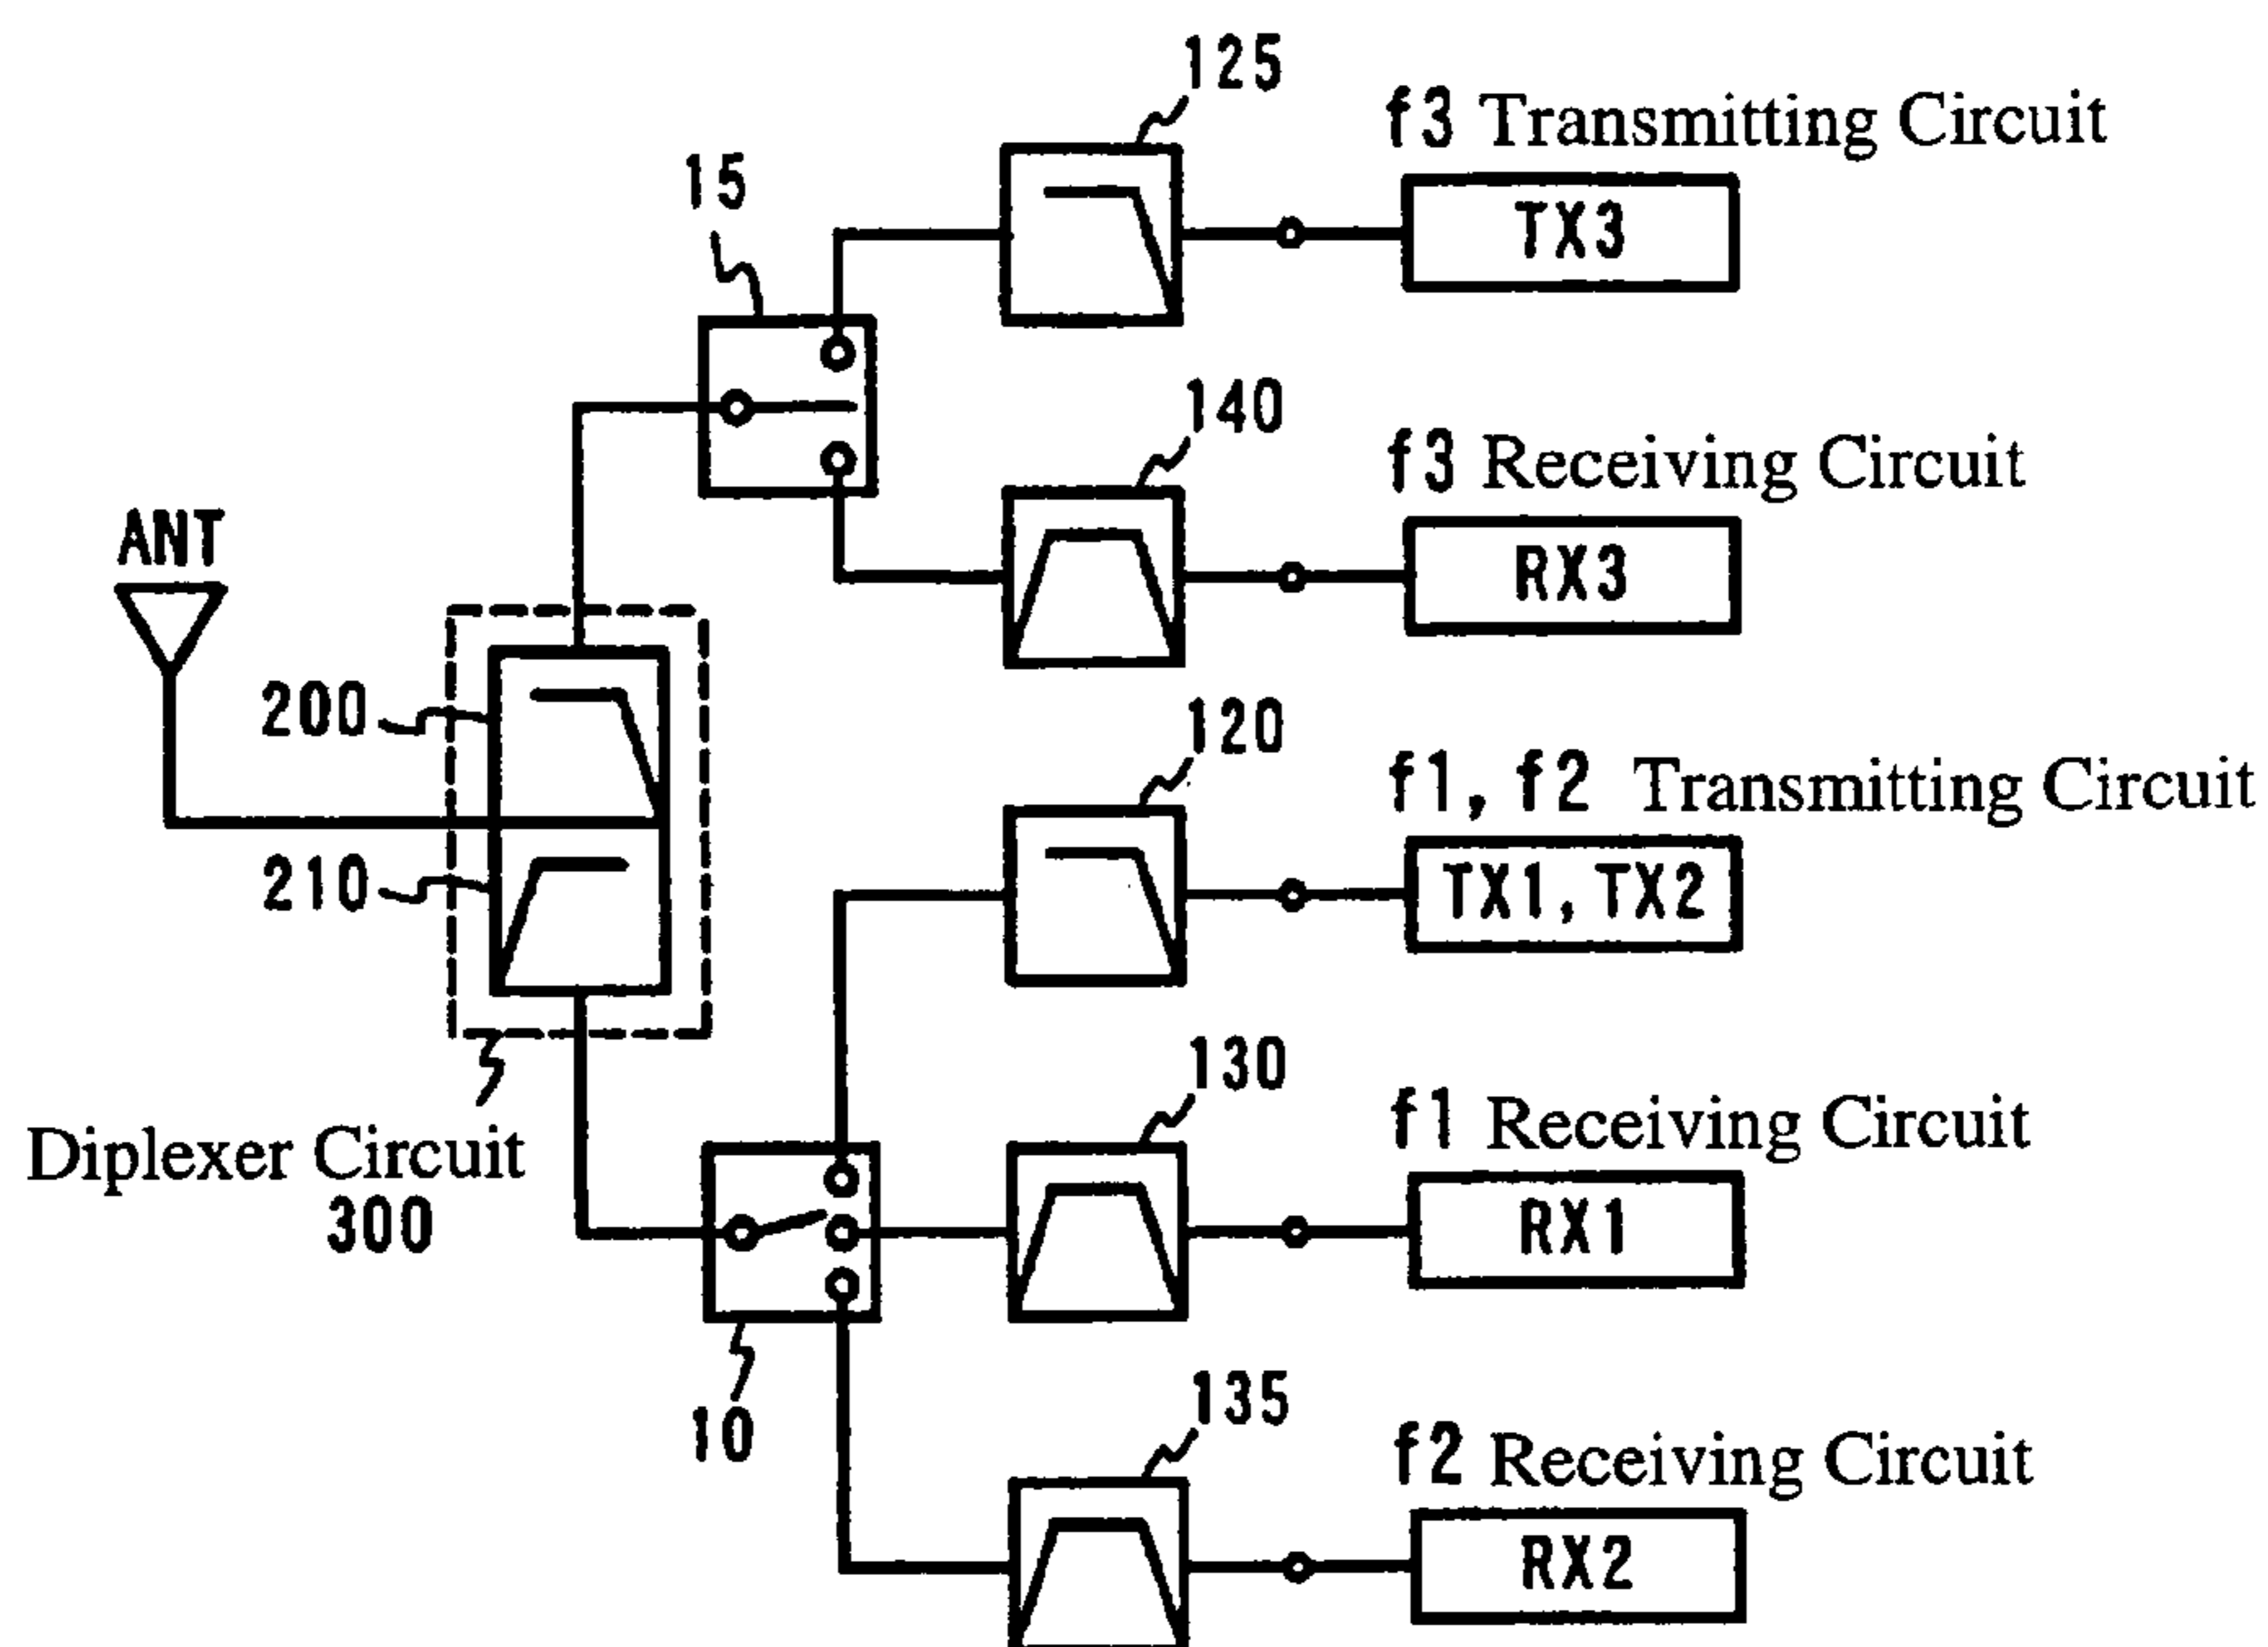 125
f3 Transmitting Circuit
15
TX3
140
f3 Receiving Circuit
ANT
RX3
200
120
f1, f2 Transmitting Circuit
210
TX1, TX2
130
f1 Receiving Circuit
Diplexer Circuit
300
RX1
135
10
f2 Receiving Circuit
RX2